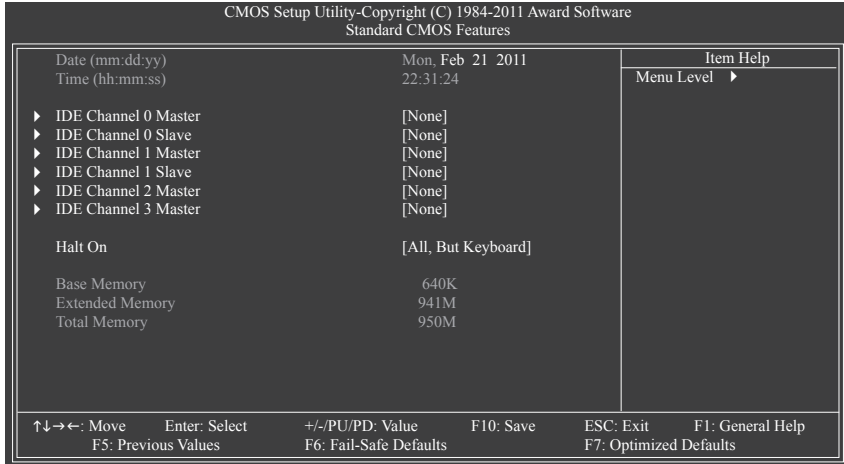 CMOS Setup Utility-Copyright (C) 1984-2011 Award Software
Standard CMOS Features
Date (mm:dd:yy) Mon, Feb 21 2011
Time (hh:mm:ss) 22:31:24
IDE Channel 0 Master [None]
IDE Channel 0 Slave [None]
IDE Channel 1 Master [None]
IDE Channel 1 Slave [None]
IDE Channel 2 Master [None]
IDE Channel 3 Master [None]
Halt On [All, But Keyboard]
Base Memory 640K
Extended Memory 941M
Total Memory 950M
Item Help
Menu Level
↑↓→←: Move Enter: Select +/-/PU/PD: Value F10: Save ESC: Exit F1: General Help
F5: Previous Values F6: Fail-Safe Defaults F7: Optimized Defaults